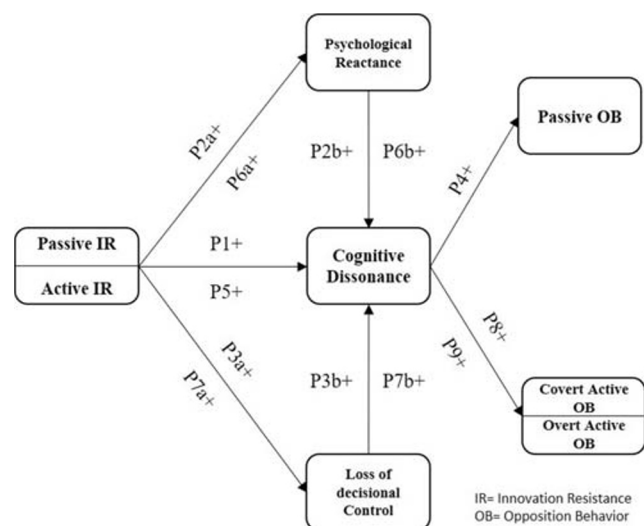 Psychological
Reactance
Passive OB
P2a+
P6a+
P2b+ P6b+
P4+
Passive IR
Active IR
P1+
P5+
Cognitive
Dissonance
P8+
P9+
P3a+
P7a+
P3b+ P7b+
Covert Active
OB
Overt Active
OB
Loss of
decisional
Control
IR= Innovation Resistance
OB= Opposition Behavior